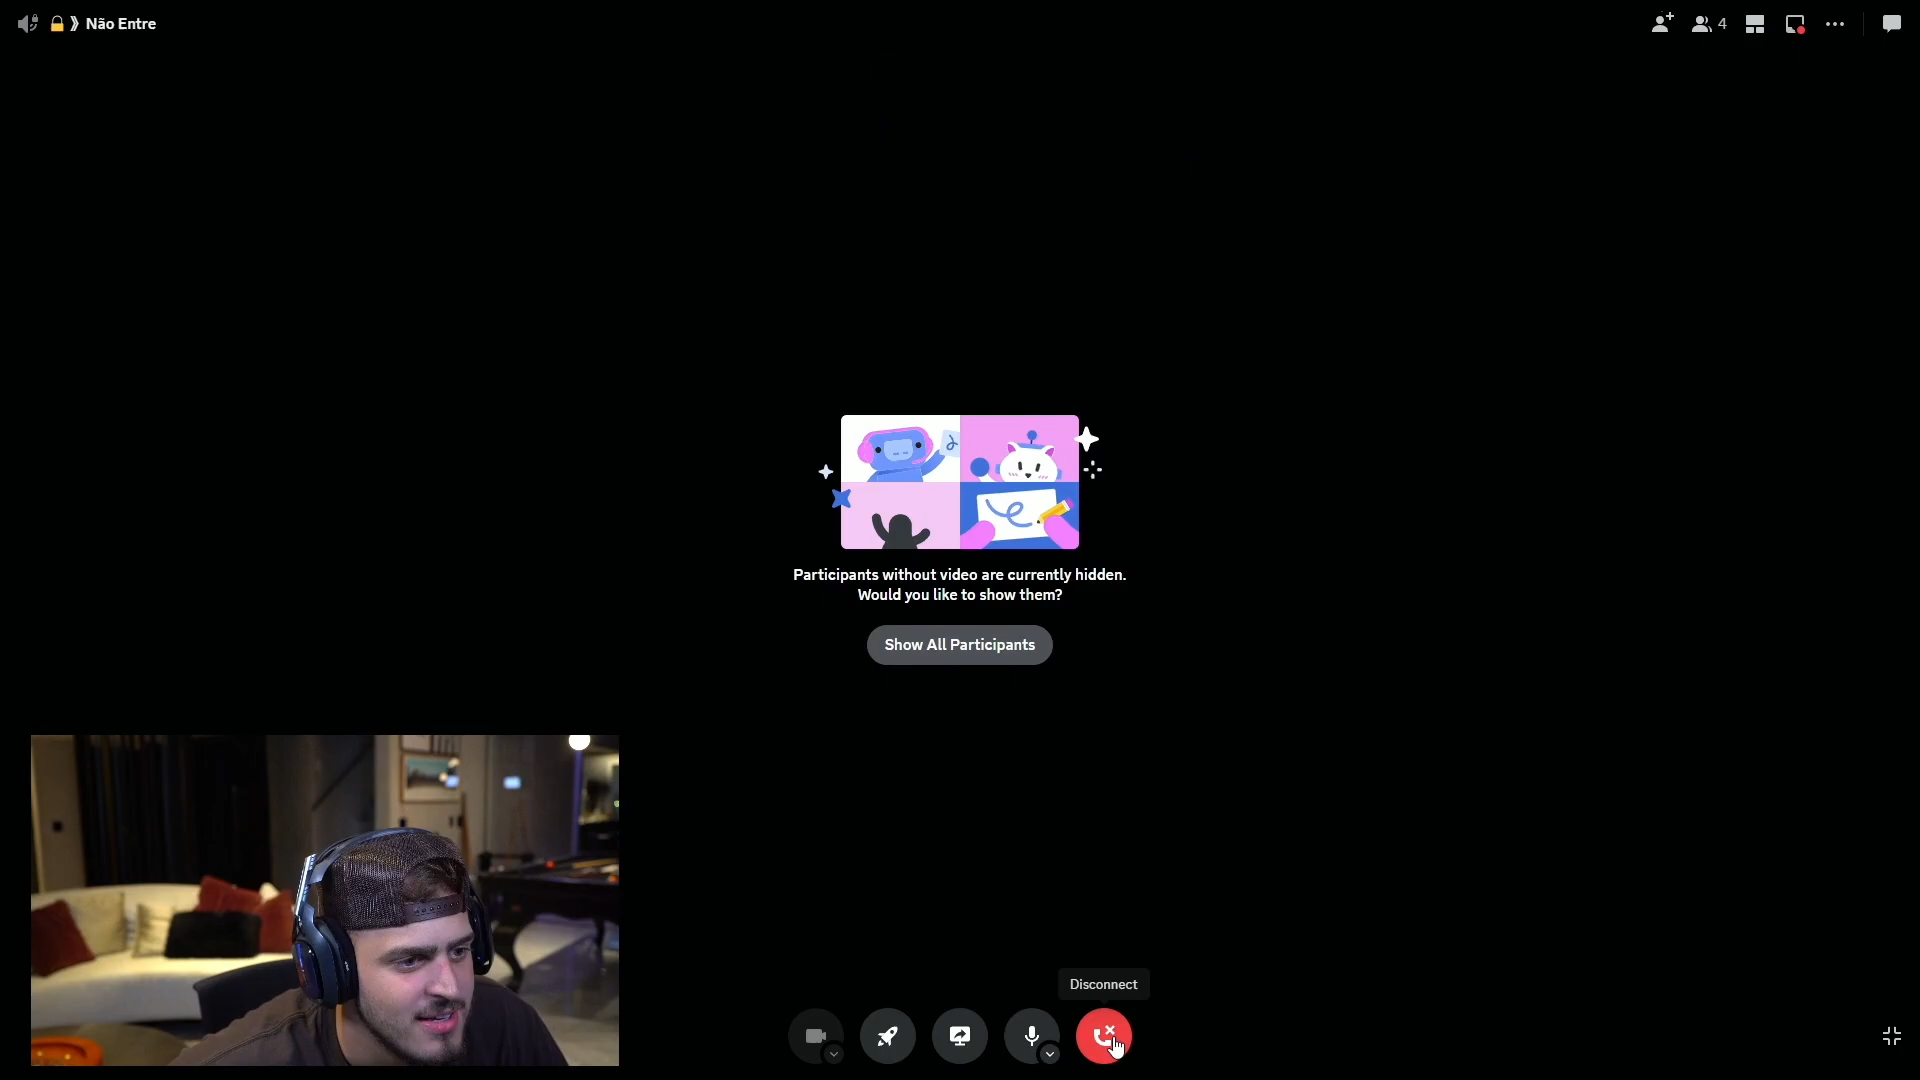 Não Entre
4
Participants without video are currently hidden.
Would you like to show them?
Show All Participants
Disconnect